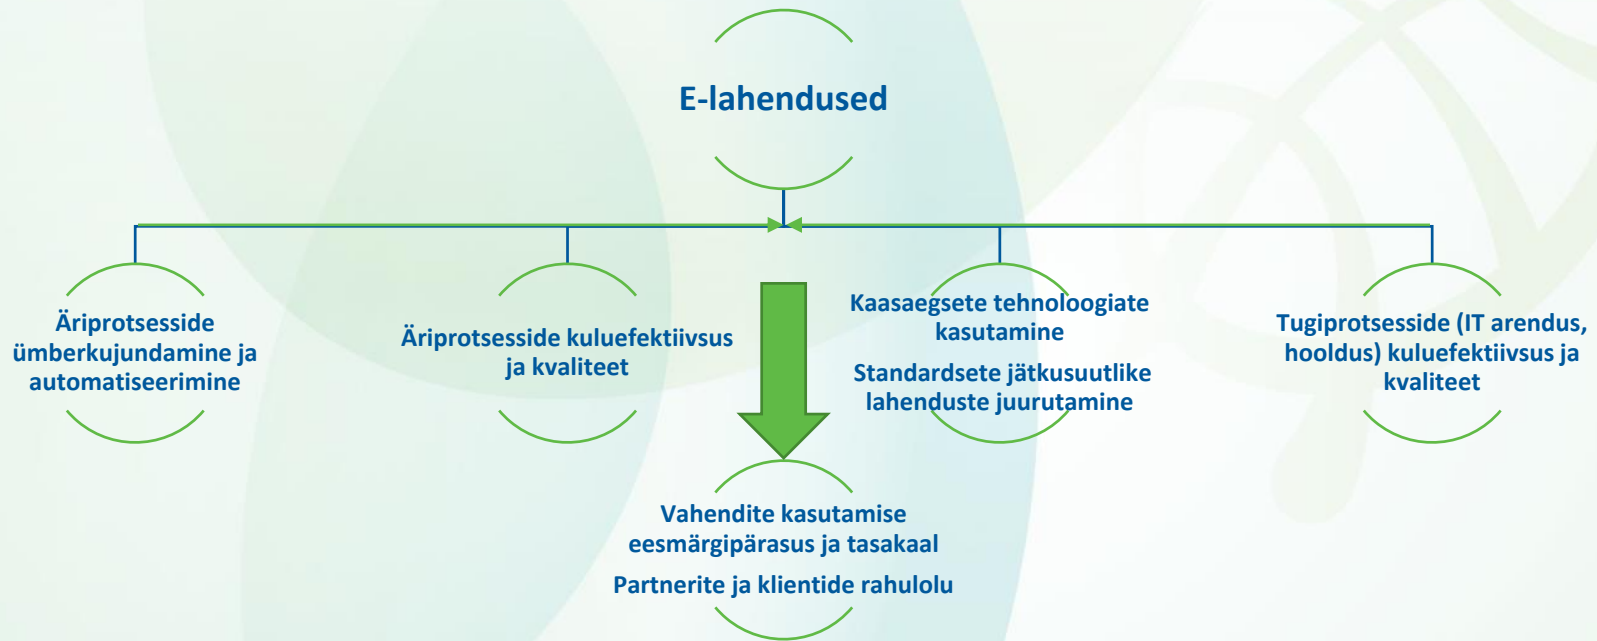 E-lahendused
Äriprotsesside
ümberkujundamine ja
automatiseerimine
Äriprotsesside kuluefektiivsus
ja kvaliteet
Kaasaegsete tehnoloogiate
kasutamine
Standardsete jätkusuutlike
lahenduste juurutamine
Tugiprotsesside (IT arendus,
hooldus) kuluefektiivsus ja
kvaliteet
Vahendite kasutamise
eesmärgipärasus ja tasakaal
Partnerite ja klientide rahulolu